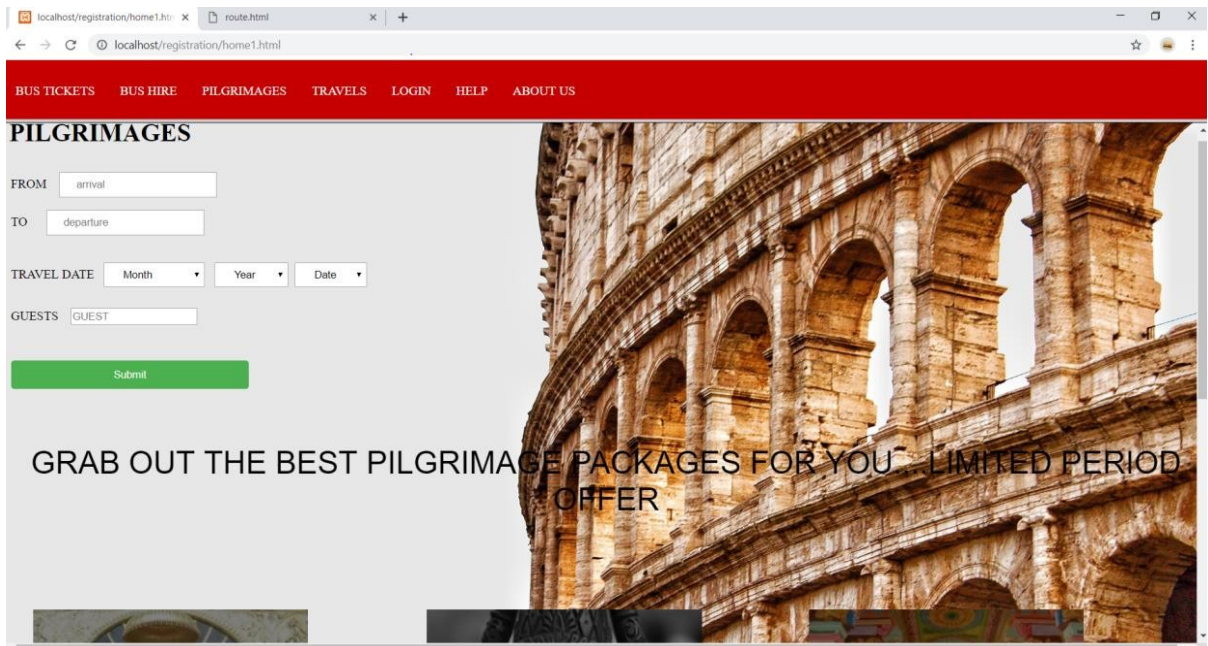 localhost/registration/home1.ht
route.html
localhost/registration/home1.html
BUS TICKETS BUS HIRE PILGRIMAGES TRAVELS LOGIN HELP ABOUT US
PILGRIMAGES
FROM arrival
TO departure
TRAVEL DATE Month Year Date
GUESTS GUEST
Submit
GRAB OUT THE BEST PILGRIMAGE PACKAGES FOR YOU....LIMITED PERIOD
OFFER